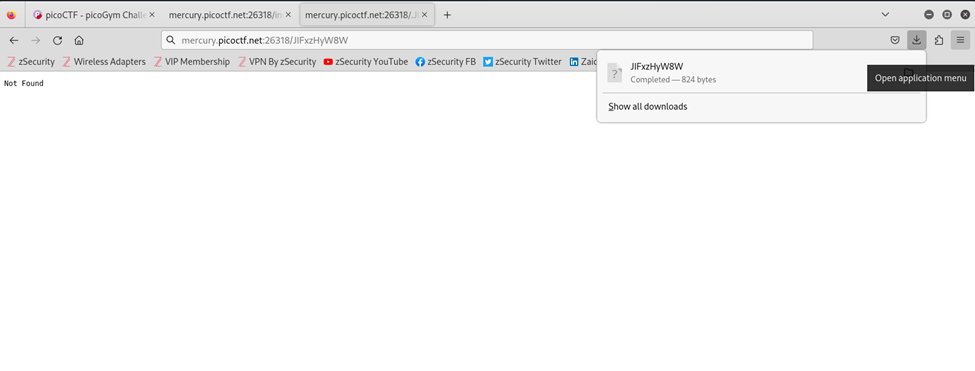 picoCTF - picoGym Challe
mercury.picoctf.net:26318/in
mercury.picoctf.net:26318/J
mercury.picoctf.net:26318/JIFxzHyW8W
zSecurity
Wireless Adapters
VIP Membership
VPN By zSecurity
zSecurity YouTube
zSecurity FB
zSecurity Twitter
Zaid
Not Found
JIFxzHyW8W
Completed — 824 bytes
Show all downloads
Open application menu